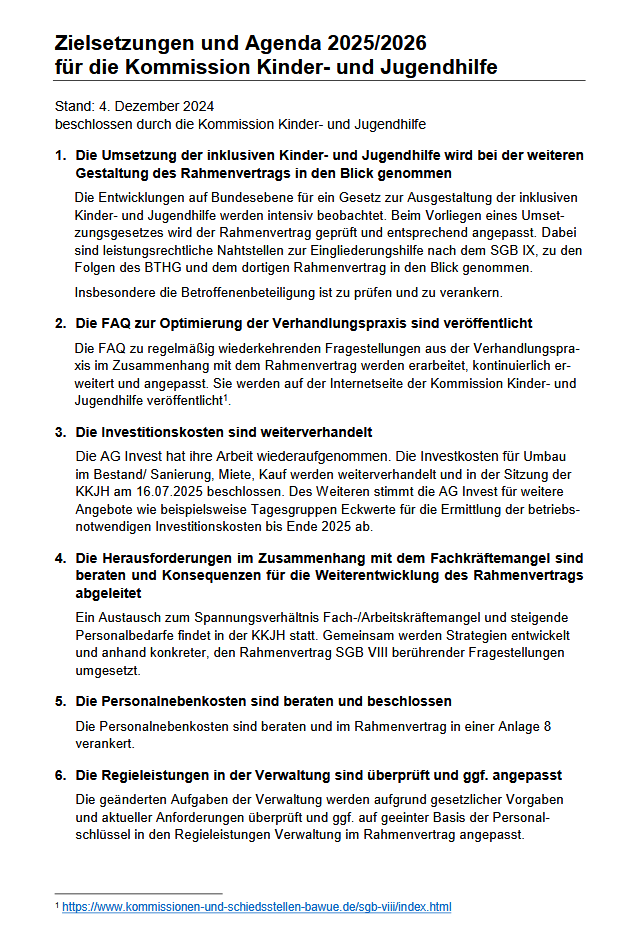 Zielsetzungen und Agenda 2025/2026
für die Kommission Kinder- und Jugendhilfe
Stand: 4. Dezember 2024
beschlossen durch die Kommission Kinder- und Jugendhilfe
1. Die Umsetzung der inklusiven Kinder- und Jugendhilfe wird bei der weiteren
Gestaltung des Rahmenvertrags in den Blick genommen
Die Entwicklungen auf Bundesebene für ein Gesetz zur Ausgestaltung der inklusiven
Kinder- und Jugendhilfe werden intensiv beobachtet. Beim Vorliegen eines Umset-
zungsgesetzes wird der Rahmenvertrag geprüft und entsprechend angepasst. Dabei
sind leistungsrechtliche Nahtstellen zur Eingliederungshilfe nach dem SGB IX, zu den
Folgen des BTHG und dem dortigen Rahmenvertrag in den Blick genommen.
Insbesondere die Betroffenenbeteiligung ist zu prüfen und zu verankern.
2. Die FAQ zur Optimierung der Verhandlungspraxis sind veröffentlicht
Die FAQ zu regelmäßig wiederkehrenden Fragestellungen aus der Verhandlungspra-
xis im Zusammenhang mit dem Rahmenvertrag werden erarbeitet, kontinuierlich er-
weitert und angepasst. Sie werden auf der Internetseite der Kommission Kinder- und
Jugendhilfe veröffentlicht¹.
3. Die Investitionskosten sind weiterverhandelt
Die AG Invest hat ihre Arbeit wiederaufgenommen. Die Investkosten für Umbau
im Bestand/ Sanierung, Miete, Kauf werden weiterverhandelt und in der Sitzung der
KKJH am 16.07.2025 beschlossen. Des Weiteren stimmt die AG Invest für weitere
Angebote wie beispielsweise Tagesgruppen Eckwerte für die Ermittlung der betriebs-
notwendigen Investitionskosten bis Ende 2025 ab.
4. Die Herausforderungen im Zusammenhang mit dem Fachkräftemangel sind
beraten und Konsequenzen für die Weiterentwicklung des Rahmenvertrags
abgeleitet
Ein Austausch zum Spannungsverhältnis Fach-/Arbeitskräftemangel und steigende
Personalbedarfe findet in der KKJH statt. Gemeinsam werden Strategien entwickelt
und anhand konkreter, den Rahmenvertrag SGB VIII berührender Fragestellungen
umgesetzt.
5. Die Personalnebenkosten sind beraten und beschlossen
Die Personalnebenkosten sind beraten und im Rahmenvertrag in einer Anlage 8
verankert.
6. Die Regieleistungen in der Verwaltung sind überprüft und ggf. angepasst
Die geänderten Aufgaben der Verwaltung werden aufgrund gesetzlicher Vorgaben
und aktueller Anforderungen überprüft und ggf. auf geeinter Basis der Personal-
schlüssel in den Regieleistungen Verwaltung im Rahmenvertrag angepasst.
¹ https://www.kommissionen-und-schiedsstellen-bawue.de/sgb-viii/index.html